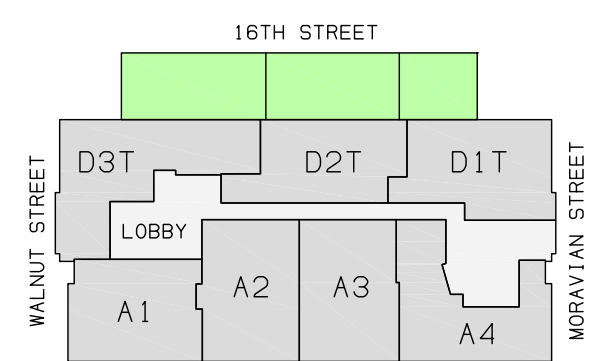 16TH STREET
D3T
D2T
D1T
WALNUT STREET
MORAVIAN STREET
LOBBY
A1
A2
A3
A4